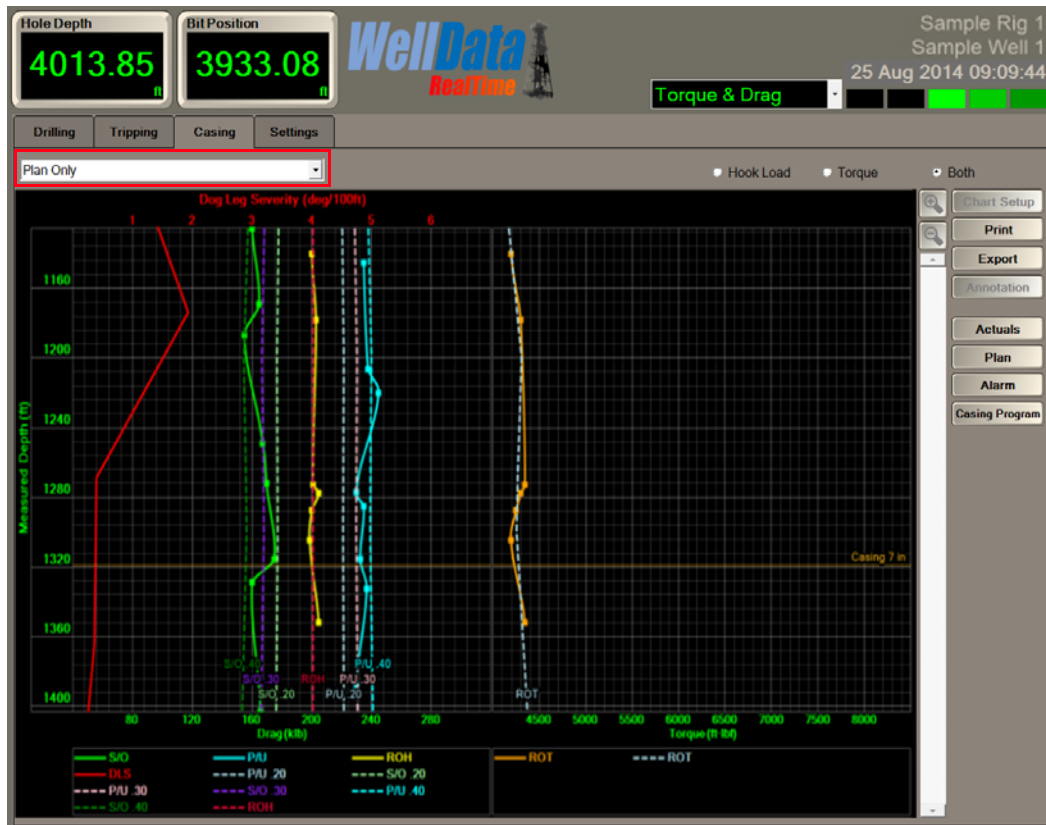 Hole Depth
4013.85
ft
Bit Position
3933.08
ft
WellData
RealTime
Sample Rig 1
Sample Well 1
25 Aug 2014 09:09:44
Torque & Drag
Drilling
Tripping
Casing
Settings
Plan Only
Hook Load
Torque
Both
Chart Setup
Print
Export
Annotation
Actuals
Plan
Alarm
Casing Program
Dog Leg Severity (deg/100ft)
1 2 3 4 5 6
Measured Depth (ft)
1160
1200
1240
1280
1320
1360
1400
Casing 7 in
S/O .40
P/U .40
S/O .30
ROH
P/U .30
S/O .20
P/U .20
ROT
80 120 160 200 240 280
Drag (klb)
4500 5000 5500 6000 6500 7000 7500 8000
Torque (ft·lbf)
S/O
P/U
ROH
ROT
ROT
DLS
P/U .20
S/O .20
P/U .30
S/O .30
P/U .40
S/O .40
ROH